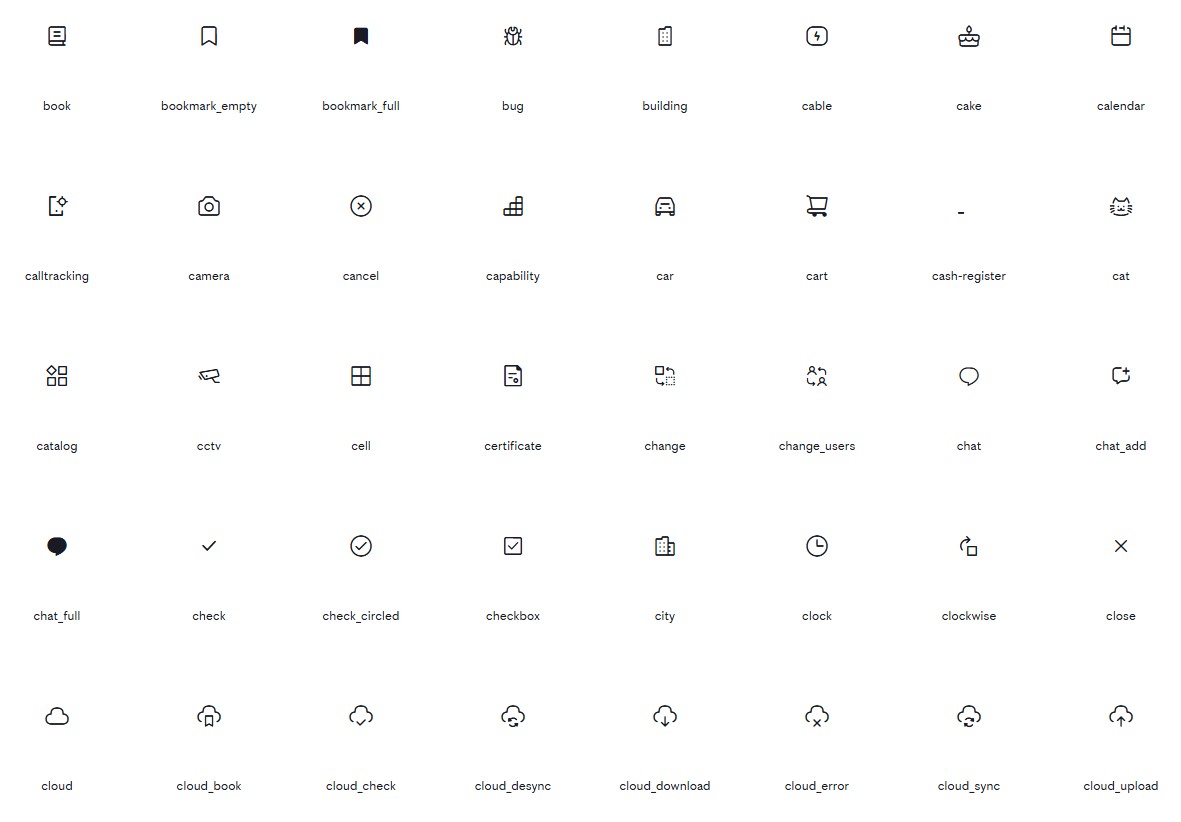 book bookmark_empty bookmark_full bug building cable cake calendar
calltracking camera cancel capability car cart cash-register cat
catalog cctv cell certificate change change_users chat chat_add
chat_full check check_circled checkbox city clock clockwise close
cloud cloud_book cloud_check cloud_desync cloud_download cloud_error cloud_sync cloud_upload